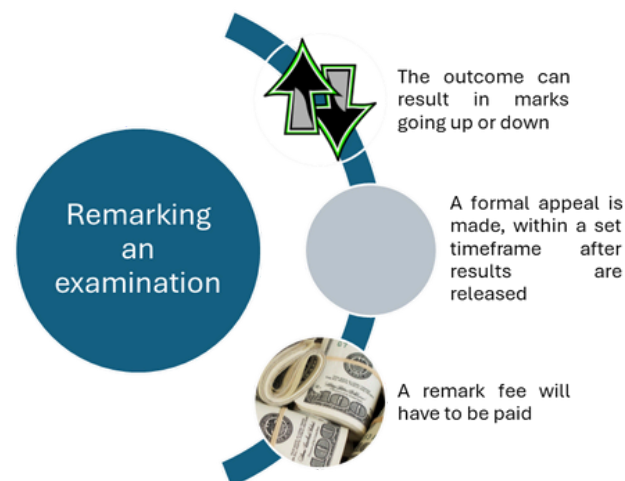 Remarking
an
examination
The outcome can
result in marks
going up or down
A formal appeal is
made, within a set
timeframe after
results are
released
A remark fee will
have to be paid